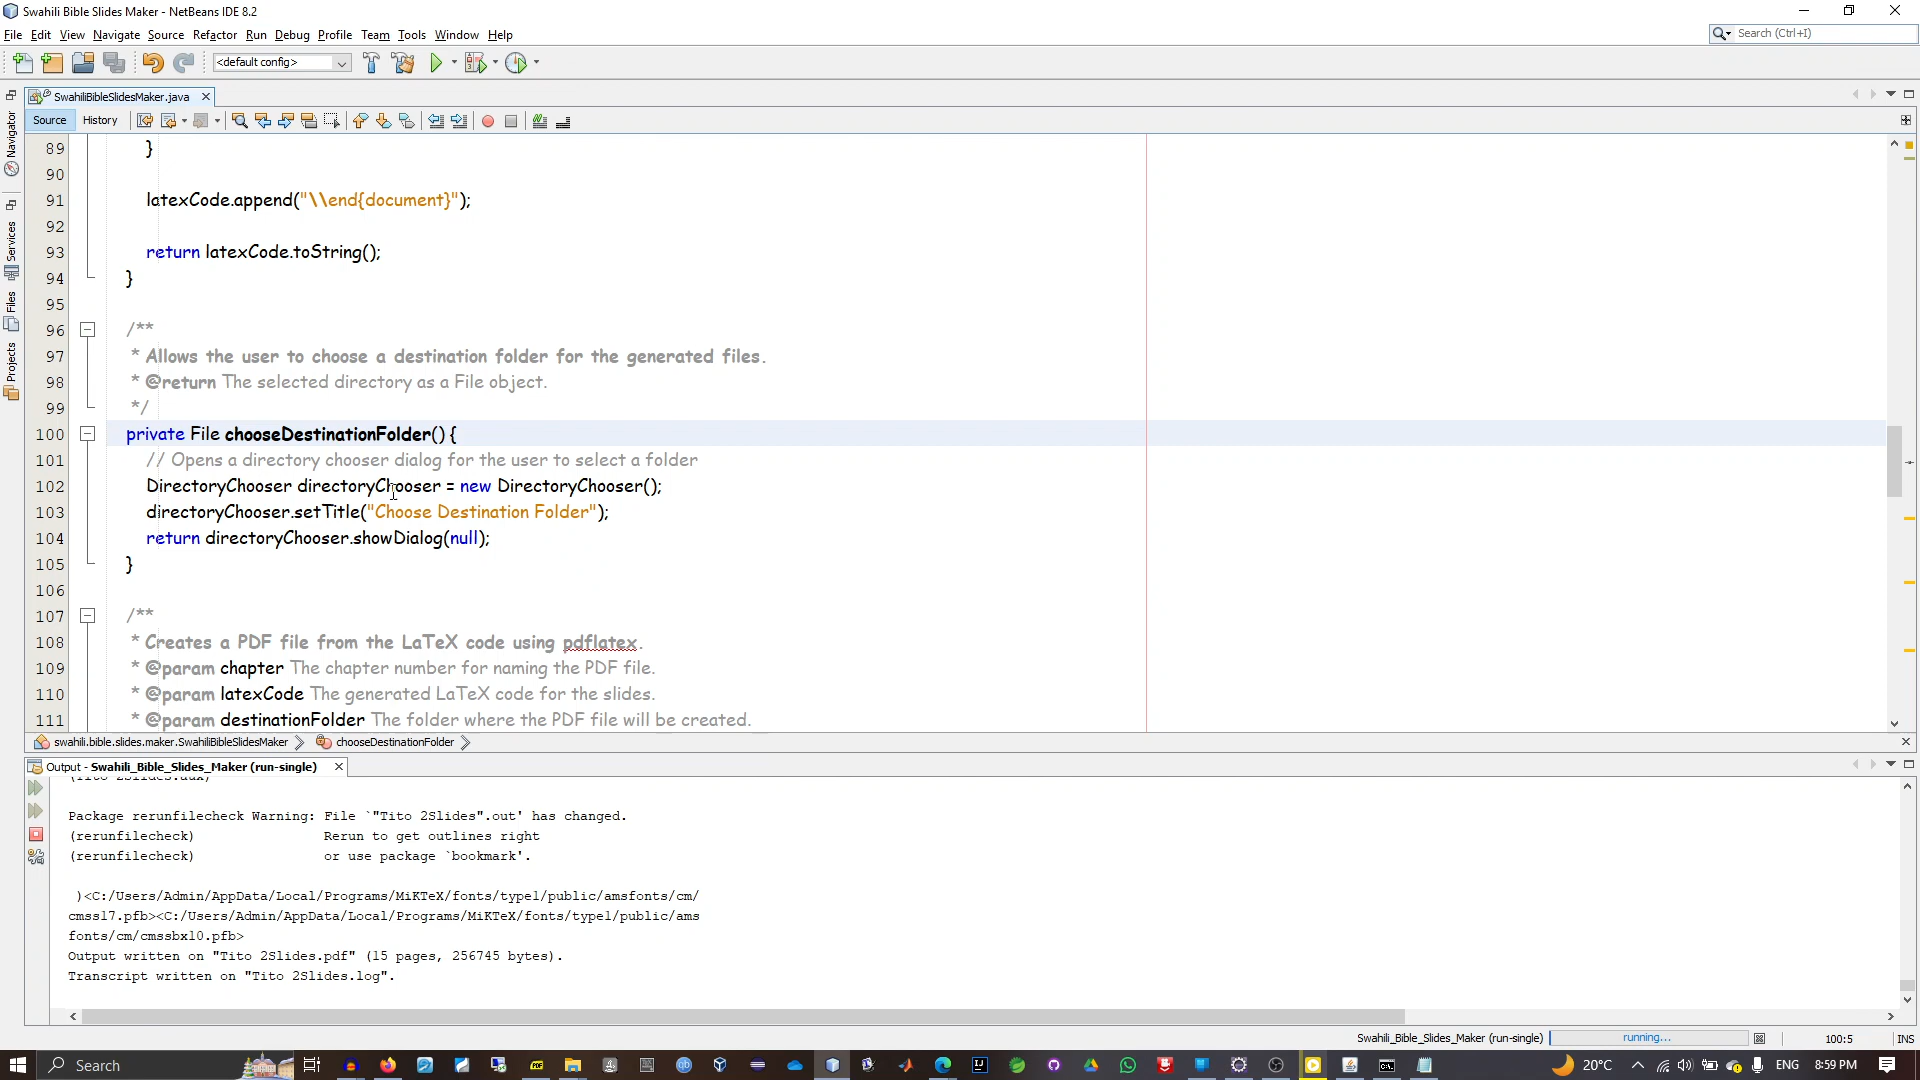 Swahili Bible Slides Maker - NetBeans IDE 8.2
File Edit View Navigate Source Refactor Run Debug Profile Team Tools Window Help
Search (Ctrl+I)
<default config>
SwahiliBibleSlidesMaker.java
Source History
Navigator
Services
Files
Projects
89 }
90
91 latexCode.append("\\end{document}");
92
93 return latexCode.toString();
94 }
95
96 /**
97 * Allows the user to choose a destination folder for the generated files.
98 * @return The selected directory as a File object.
99 */
100 private File chooseDestinationFolder() {
101 // Opens a directory chooser dialog for the user to select a folder
102 DirectoryChooser directoryChooser = new DirectoryChooser();
103 directoryChooser.setTitle("Choose Destination Folder");
104 return directoryChooser.showDialog(null);
105 }
106
107 /**
108 * Creates a PDF file from the LaTeX code using pdflatex.
109 * @param chapter The chapter number for naming the PDF file.
110 * @param latexCode The generated LaTeX code for the slides.
111 * @param destinationFolder The folder where the PDF file will be created.
swahili.bible.slides.maker.SwahiliBibleSlidesMaker chooseDestinationFolder
Output - Swahili_Bible_Slides_Maker (run-single)
Package rerunfilecheck Warning: File `"Tito 2Slides".out' has changed.
(rerunfilecheck) Rerun to get outlines right
(rerunfilecheck) or use package `bookmark'.
)<C:/Users/Admin/AppData/Local/Programs/MiKTeX/fonts/type1/public/amsfonts/cm/
cmss17.pfb><C:/Users/Admin/AppData/Local/Programs/MiKTeX/fonts/type1/public/ams
fonts/cm/cmssbx10.pfb>
Output written on "Tito 2Slides.pdf" (15 pages, 256745 bytes).
Transcript written on "Tito 2Slides.log".
Swahili_Bible_Slides_Maker (run-single) running... 100:5 INS
Search 20°C ENG 8:59 PM